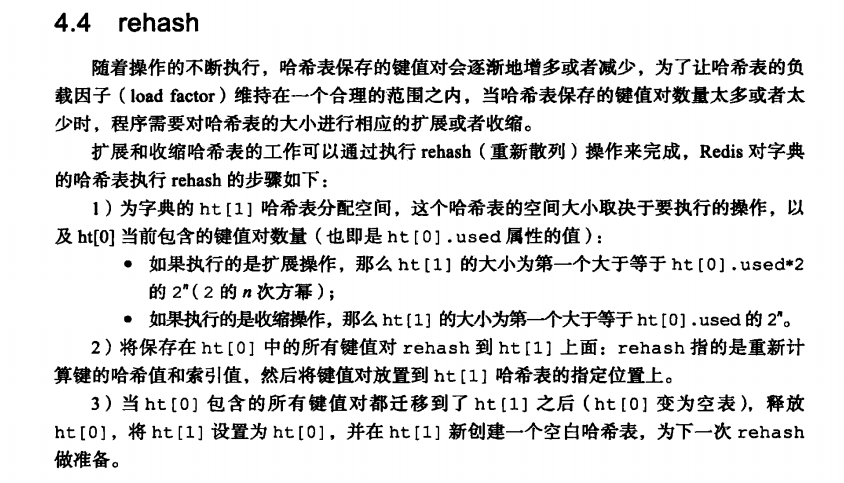 4.4 rehash
随着操作的不断执行，哈希表保存的键值对会逐渐地增多或者减少，为了让哈希表的负
载因子（load factor）维持在一个合理的范围之内，当哈希表保存的键值对数量太多或者太
少时，程序需要对哈希表的大小进行相应的扩展或者收缩。
扩展和收缩哈希表的工作可以通过执行 rehash（重新散列）操作来完成，Redis 对字典
的哈希表执行 rehash 的步骤如下：
1）为字典的 ht[1] 哈希表分配空间，这个哈希表的空间大小取决于要执行的操作，以
及 ht[0] 当前包含的键值对数量（也即是 ht[0].used 属性的值）：
• 如果执行的是扩展操作，那么 ht[1] 的大小为第一个大于等于 ht[0].used*2
的 2ⁿ（2 的 n 次方幂）；
• 如果执行的是收缩操作，那么 ht[1] 的大小为第一个大于等于 ht[0].used 的 2ⁿ。
2）将保存在 ht[0] 中的所有键值对 rehash 到 ht[1] 上面：rehash 指的是重新计
算键的哈希值和索引值，然后将键值对放置到 ht[1] 哈希表的指定位置上。
3）当 ht[0] 包含的所有键值对都迁移到了 ht[1] 之后（ht[0] 变为空表），释放
ht[0]，将 ht[1] 设置为 ht[0]，并在 ht[1] 新创建一个空白哈希表，为下一次 rehash
做准备。